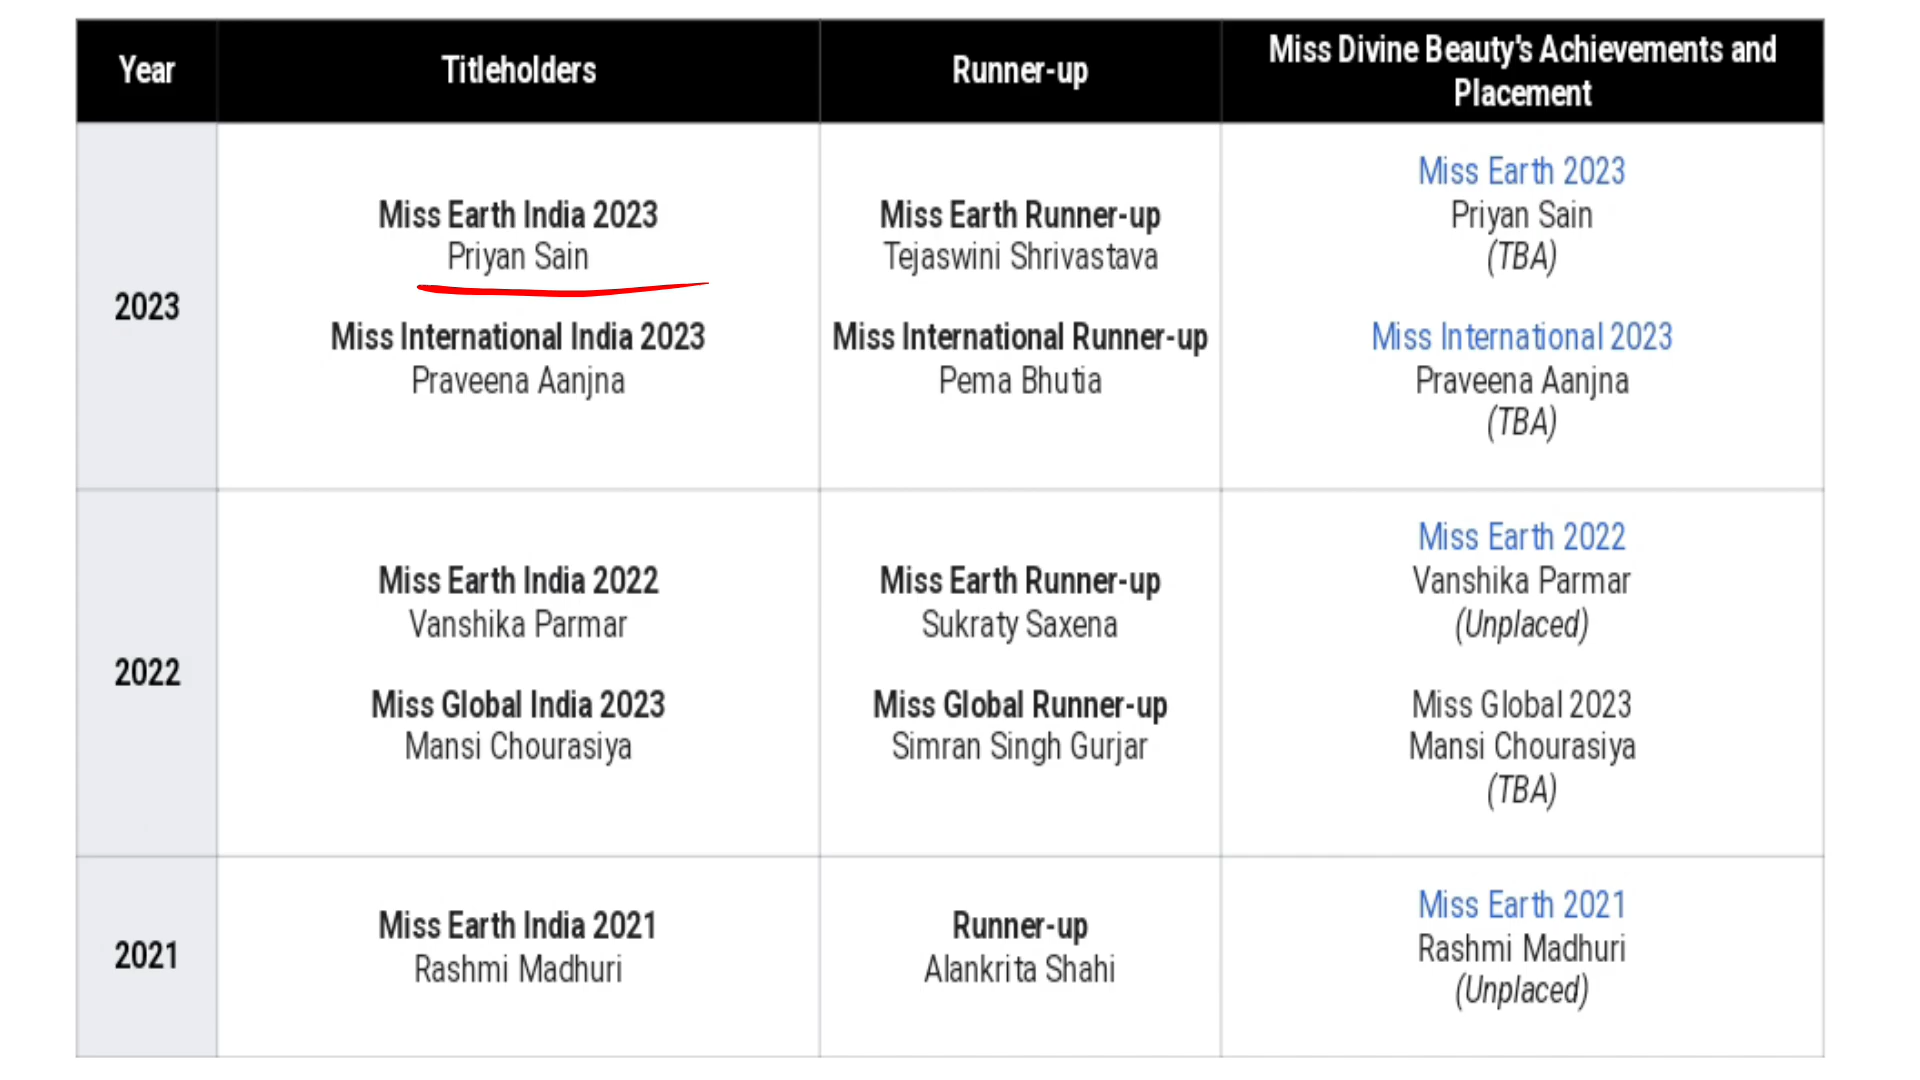 Year
Titleholders
Runner-up
Miss Divine Beauty's Achievements and
Placement
2023
Miss Earth India 2023
Priyan Sain
Miss International India 2023
Praveena Aanjna
Miss Earth Runner-up
Tejaswini Shrivastava
Miss International Runner-up
Pema Bhutia
Miss Earth 2023
Priyan Sain
(TBA)
Miss International 2023
Praveena Aanjna
(TBA)
2022
Miss Earth India 2022
Vanshika Parmar
Miss Global India 2023
Mansi Chourasiya
Miss Earth Runner-up
Sukraty Saxena
Miss Global Runner-up
Simran Singh Gurjar
Miss Earth 2022
Vanshika Parmar
(Unplaced)
Miss Global 2023
Mansi Chourasiya
(TBA)
2021
Miss Earth India 2021
Rashmi Madhuri
Runner-up
Alankrita Shahi
Miss Earth 2021
Rashmi Madhuri
(Unplaced)